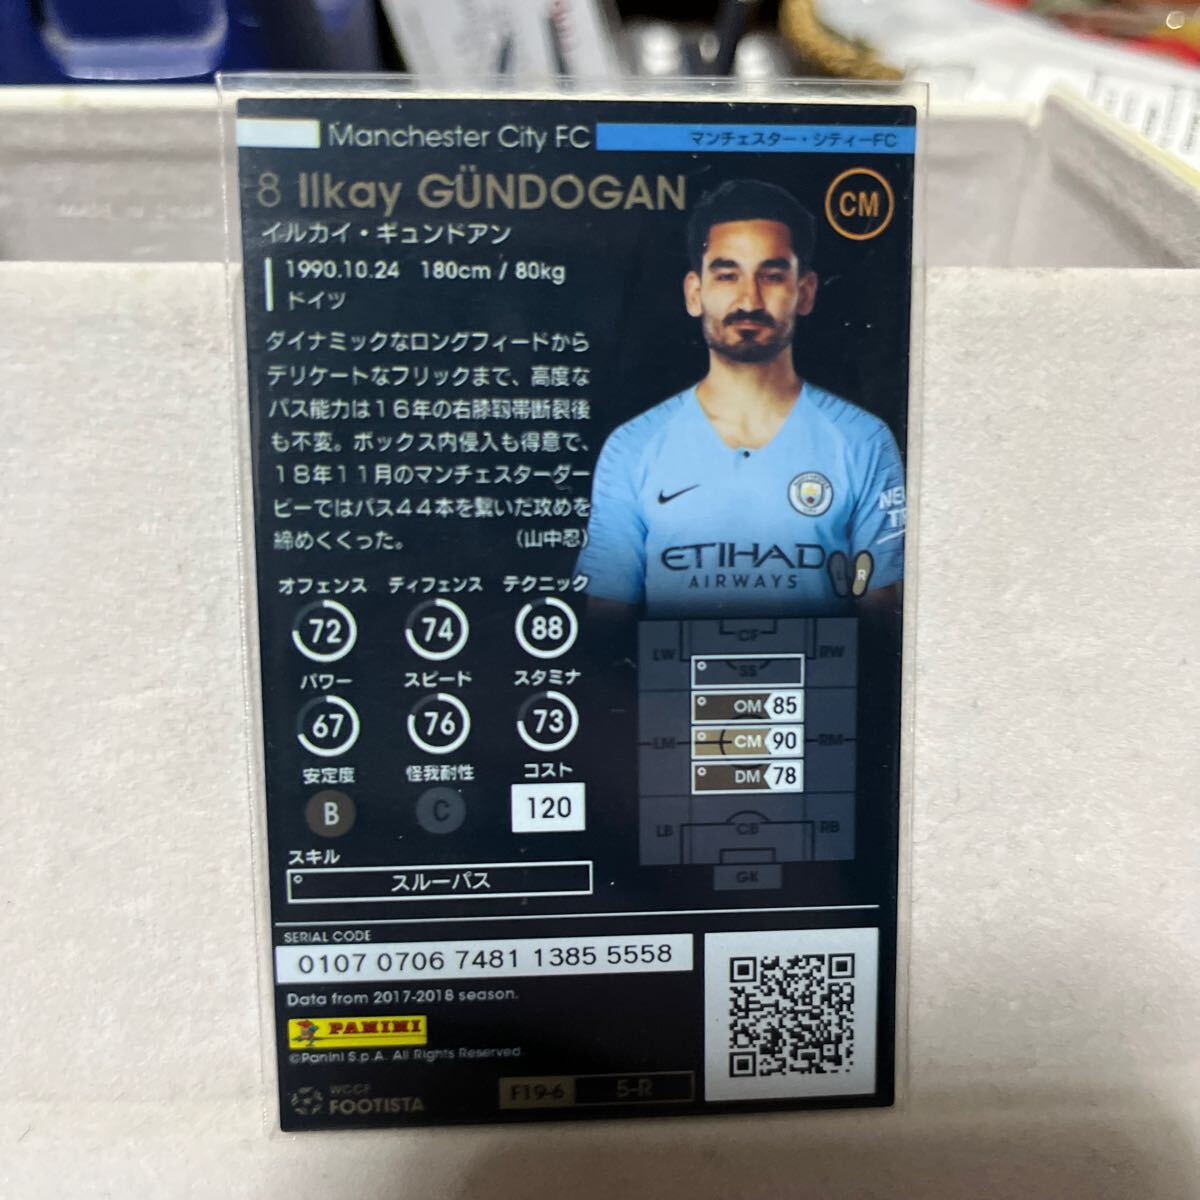 Manchester City FC
マンチェスター・シティーFC
8 Ilkay GÜNDOGAN
CM
イルカイ・ギュンドアン
1990.10.24 180cm / 80kg
ドイツ
ダイナミックなロングフィードから
デリケートなフリックまで、高度な
パス能力は16年の右膝靱帯断裂後
も不変。ボックス内侵入も得意で、
18年11月のマンチェスターダー
ビーではパス44本を繋いだ攻めを
締めくくった。 (山中忍)
ETIHAD
AIRWAYS
L R
オフェンス ディフェンス テクニック
72 74 88
パワー スピード スタミナ
67 76 73
安定度 怪我耐性 コスト
B C 120
スキル
スルーパス
CF
LW RW
SS
OM 85
LM CM 90 RM
DM 78
LB CB RB
GK
SERIAL CODE
0107 0706 7481 1385 5558
Data from 2017-2018 season.
PANINI
©Panini S.p.A. All Rights Reserved.
WCCF
FOOTISTA
F19-6 5-R